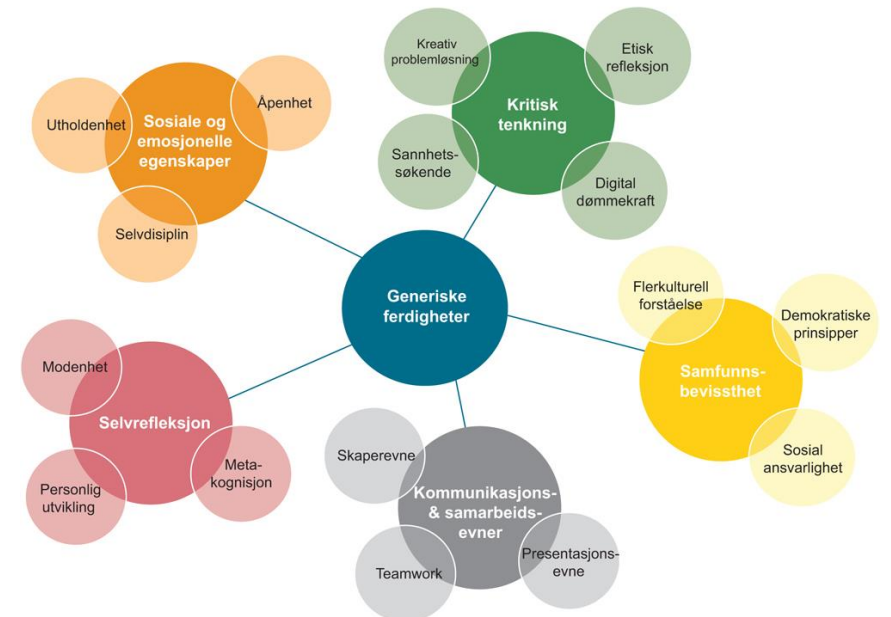 Sosiale og
emosjonelle
egenskaper
Utholdenhet
Åpenhet
Selvdisiplin
Kritisk
tenkning
Kreativ
problemløsning
Etisk
refleksjon
Sannhets-
søkende
Digital
dømmekraft
Generiske
ferdigheter
Samfunns-
bevissthet
Flerkulturell
forståelse
Demokratiske
prinsipper
Sosial
ansvarlighet
Selvrefleksjon
Modenhet
Personlig
utvikling
Meta-
kognisjon
Kommunikasjons-
& samarbeids-
evner
Skaperevne
Teamwork
Presentasjons-
evne